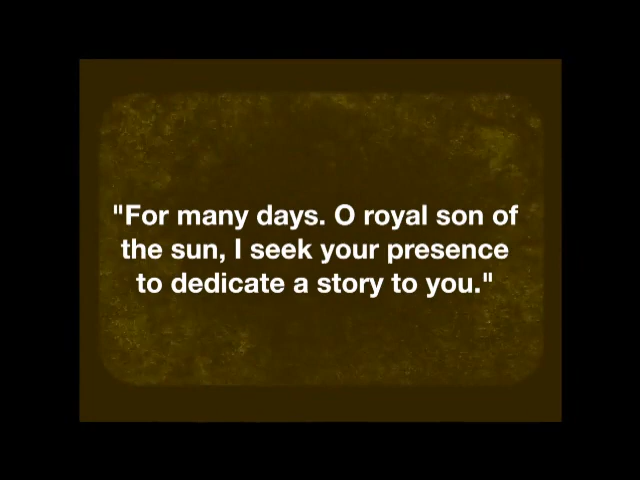 "For many days. O royal son of
the sun, I seek your presence
to dedicate a story to you."